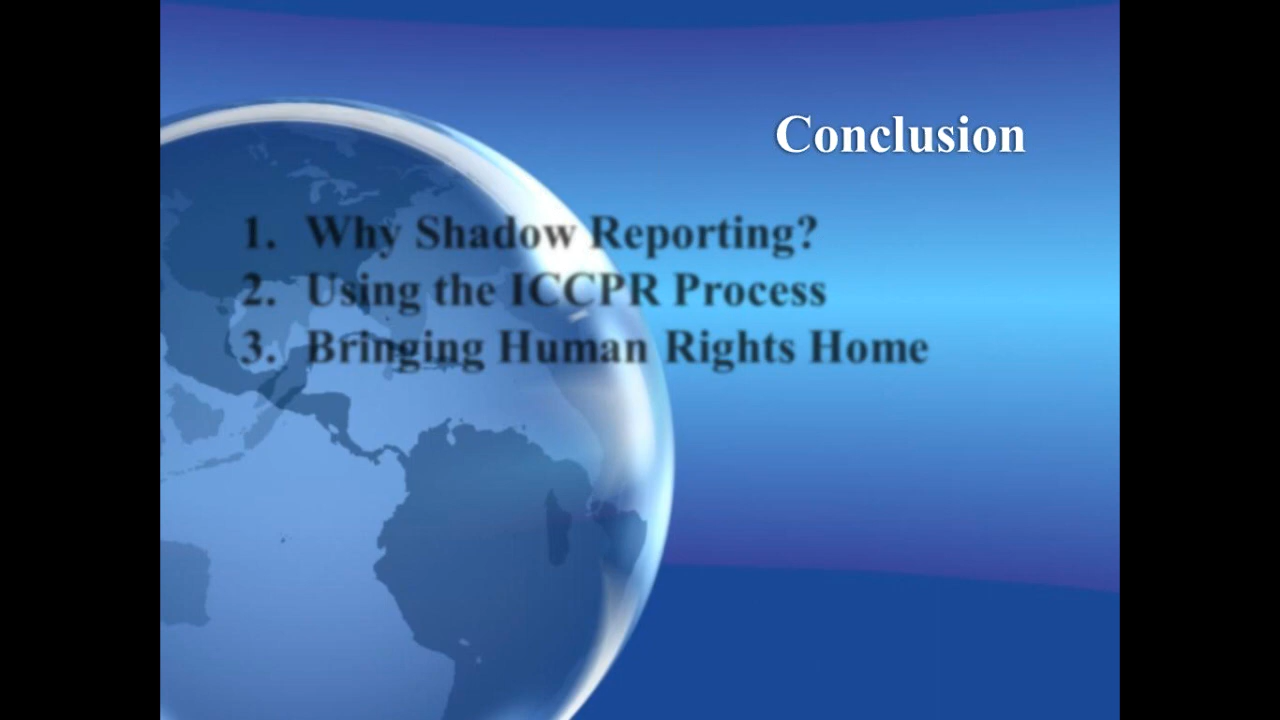 Conclusion
1. Why Shadow Reporting?
2. Using the ICCPR Process
3. Bringing Human Rights Home